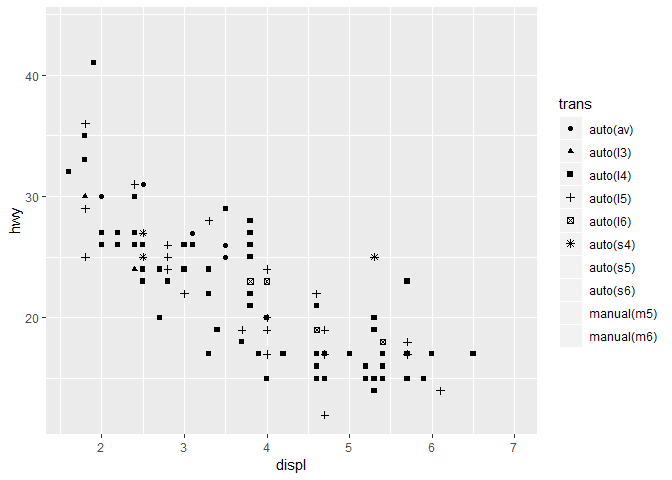 40
30
20
hwy
2 3 4 5 6 7
displ
trans
auto(av)
auto(l3)
auto(l4)
auto(l5)
auto(l6)
auto(s4)
auto(s5)
auto(s6)
manual(m5)
manual(m6)